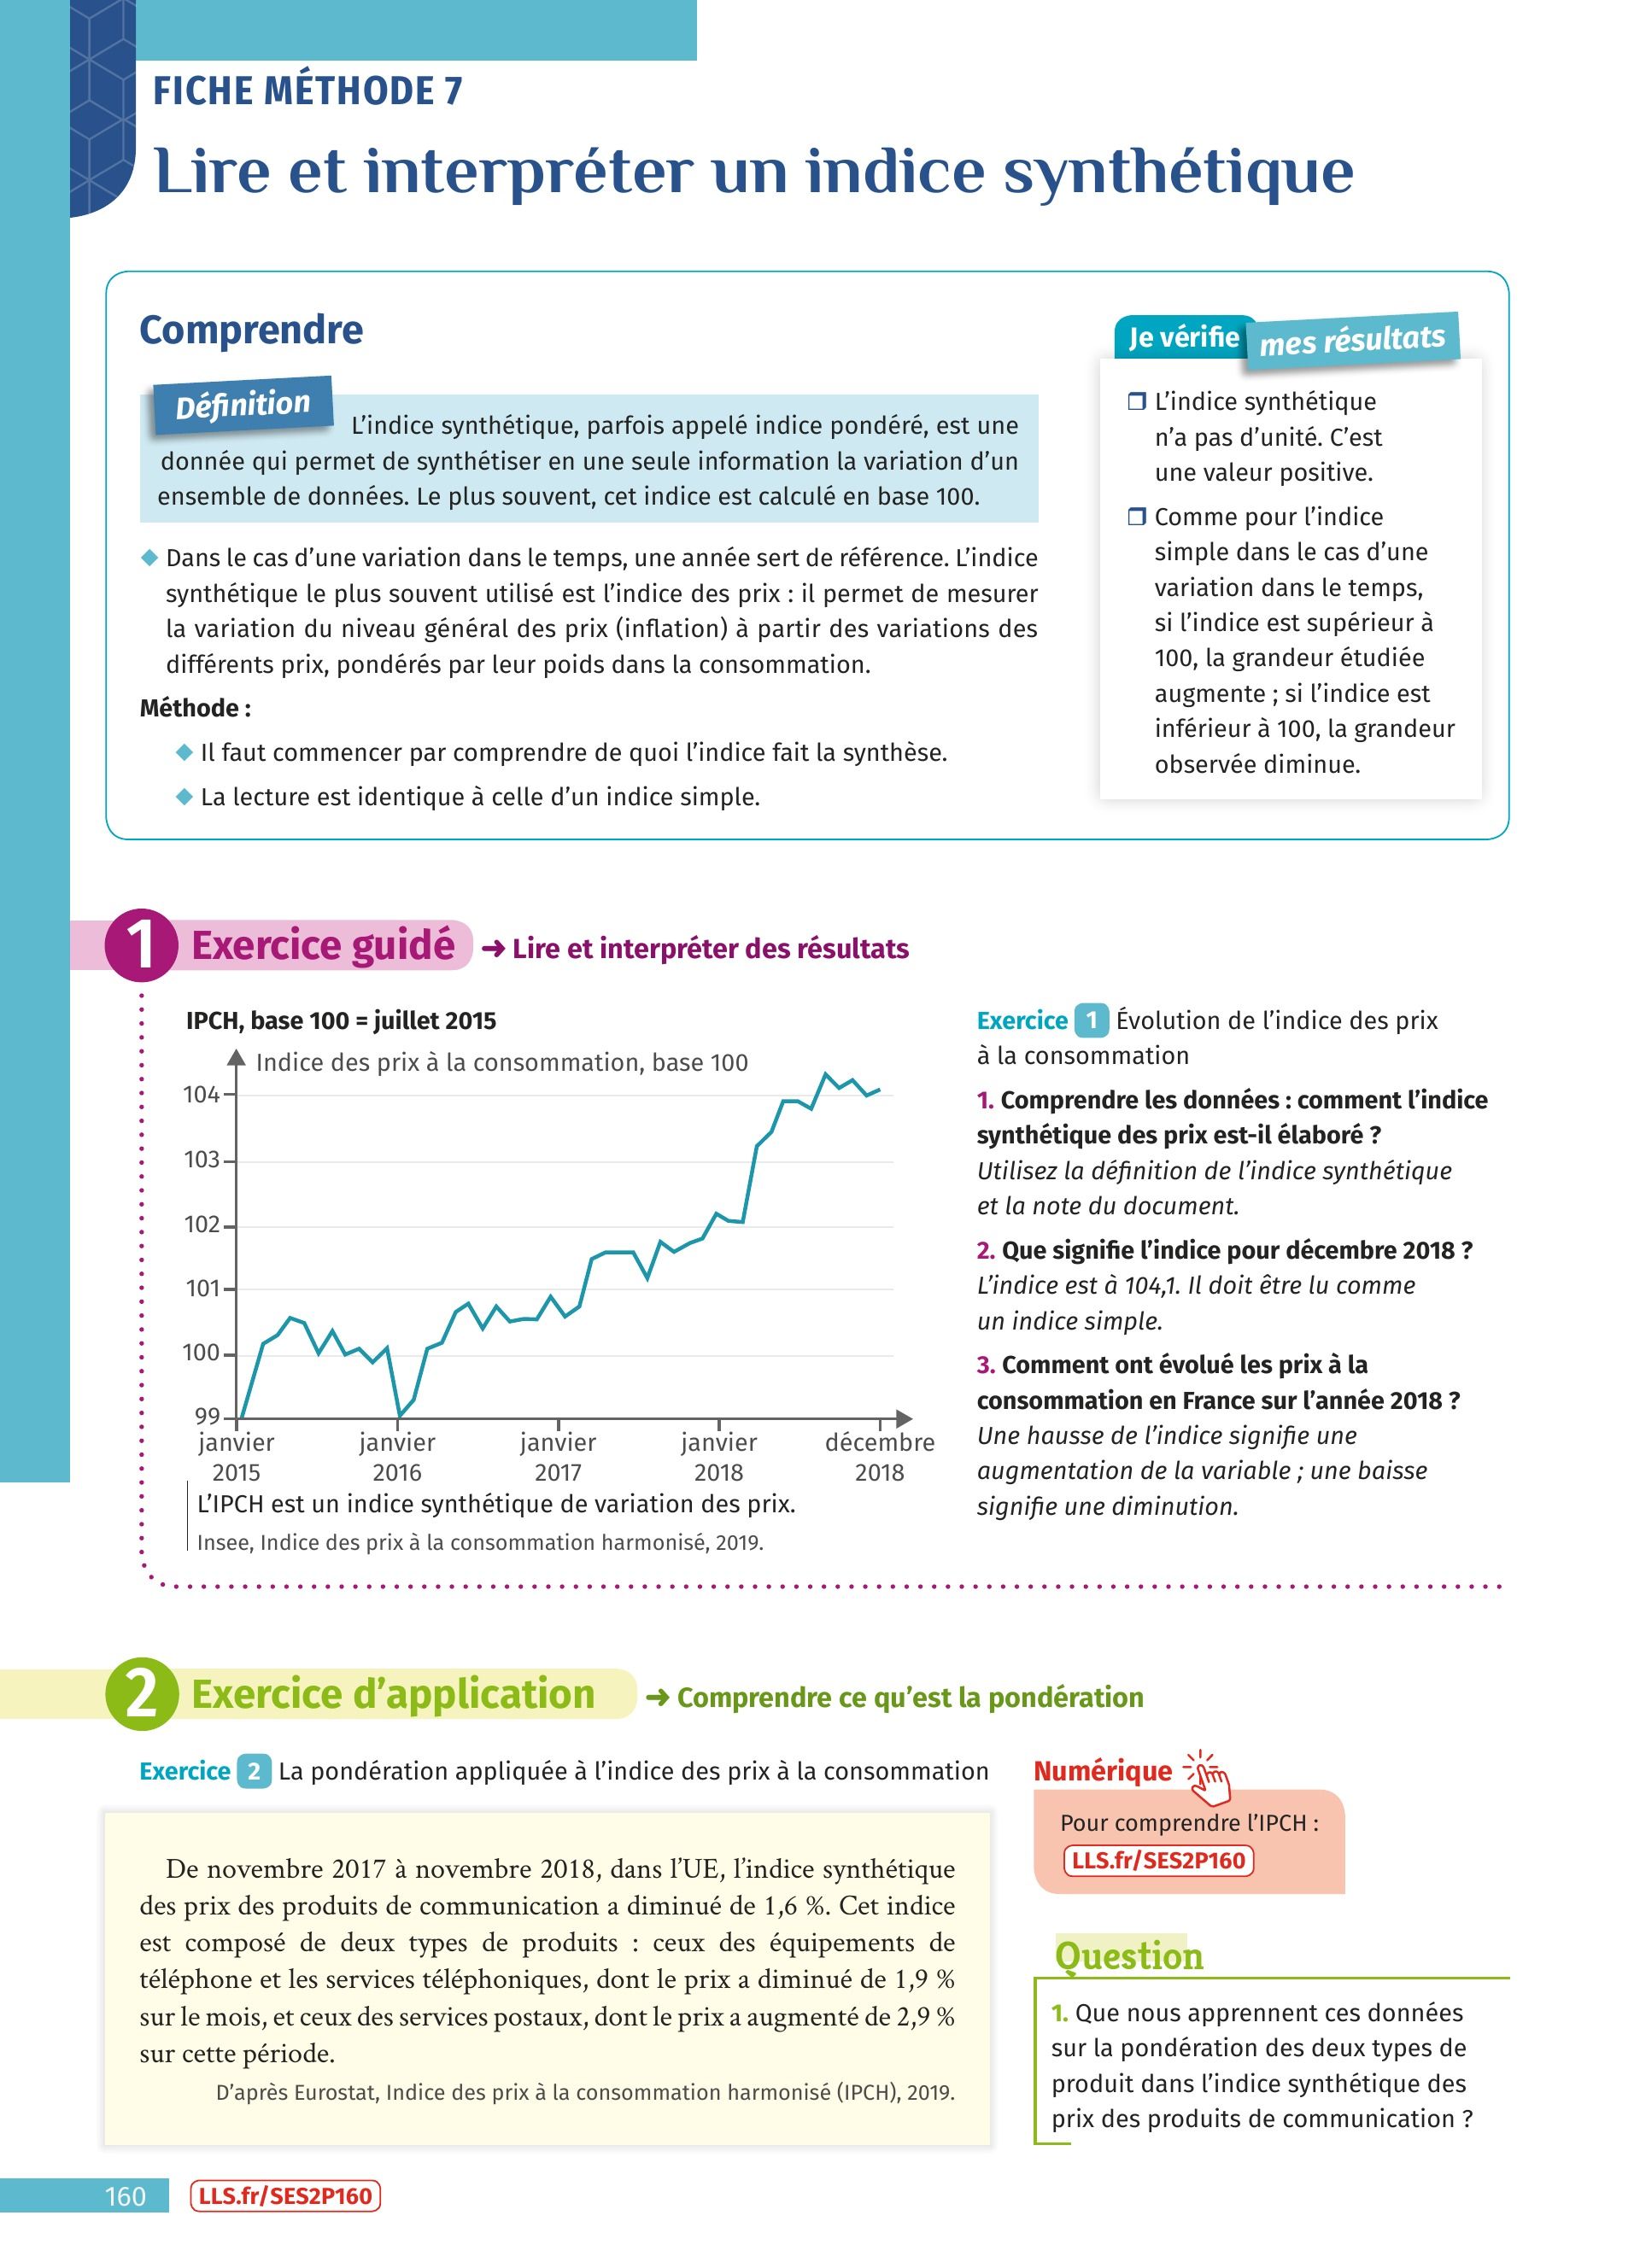 FICHE MÉTHODE 7
Lire et interpréter un indice synthétique
Comprendre
Définition
L’indice synthétique, parfois appelé indice pondéré, est une
donnée qui permet de synthétiser en une seule information la variation d’un
ensemble de données. Le plus souvent, cet indice est calculé en base 100.
◆ Dans le cas d’une variation dans le temps, une année sert de référence. L’indice
synthétique le plus souvent utilisé est l’indice des prix : il permet de mesurer
la variation du niveau général des prix (inflation) à partir des variations des
différents prix, pondérés par leur poids dans la consommation.
Méthode :
◆ Il faut commencer par comprendre de quoi l’indice fait la synthèse.
◆ La lecture est identique à celle d’un indice simple.
Je vérifie mes résultats
❒ L’indice synthétique
n’a pas d’unité. C’est
une valeur positive.
❒ Comme pour l’indice
simple dans le cas d’une
variation dans le temps,
si l’indice est supérieur à
100, la grandeur étudiée
augmente ; si l’indice est
inférieur à 100, la grandeur
observée diminue.
1 Exercice guidé ➜ Lire et interpréter des résultats
IPCH, base 100 = juillet 2015
Indice des prix à la consommation, base 100
104
103
102
101
100
99
janvier janvier janvier janvier décembre
2015 2016 2017 2018 2018
L’IPCH est un indice synthétique de variation des prix.
Insee, Indice des prix à la consommation harmonisé, 2019.
Exercice 1 Évolution de l’indice des prix
à la consommation
1. Comprendre les données : comment l’indice
synthétique des prix est-il élaboré ?
Utilisez la définition de l’indice synthétique
et la note du document.
2. Que signifie l’indice pour décembre 2018 ?
L’indice est à 104,1. Il doit être lu comme
un indice simple.
3. Comment ont évolué les prix à la
consommation en France sur l’année 2018 ?
Une hausse de l’indice signifie une
augmentation de la variable ; une baisse
signifie une diminution.
2 Exercice d’application ➜ Comprendre ce qu’est la pondération
Exercice 2 La pondération appliquée à l’indice des prix à la consommation
De novembre 2017 à novembre 2018, dans l’UE, l’indice synthétique
des prix des produits de communication a diminué de 1,6 %. Cet indice
est composé de deux types de produits : ceux des équipements de
téléphone et les services téléphoniques, dont le prix a diminué de 1,9 %
sur le mois, et ceux des services postaux, dont le prix a augmenté de 2,9 %
sur cette période.
D’après Eurostat, Indice des prix à la consommation harmonisé (IPCH), 2019.
Numérique
Pour comprendre l’IPCH :
LLS.fr/SES2P160
Question
1. Que nous apprennent ces données
sur la pondération des deux types de
produit dans l’indice synthétique des
prix des produits de communication ?
160 LLS.fr/SES2P160